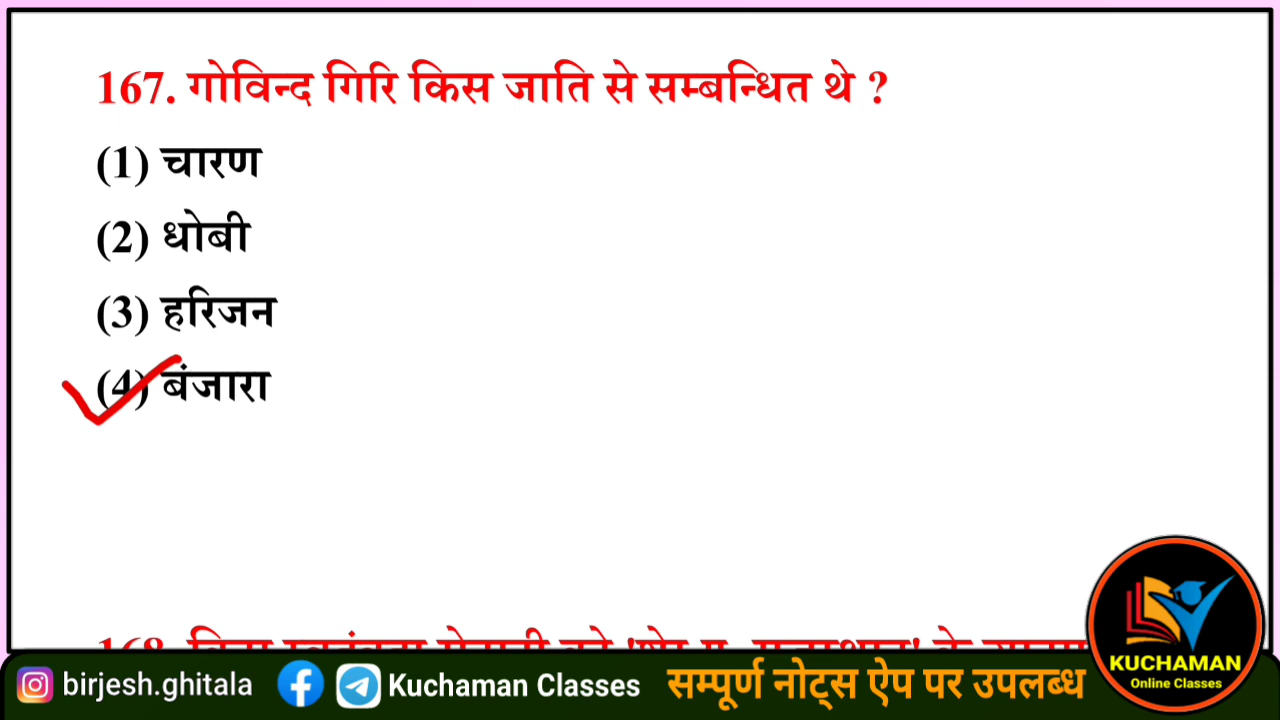 167. गोविन्द गिरि किस जाति से सम्बन्धित थे ?
(1) चारण
(2) धोबी
(3) हरिजन
(4) बंजारा
168.
birjesh.ghitala Kuchaman Classes सम्पूर्ण नोट्स ऐप पर उपलब्ध
KUCHAMAN
Online Classes